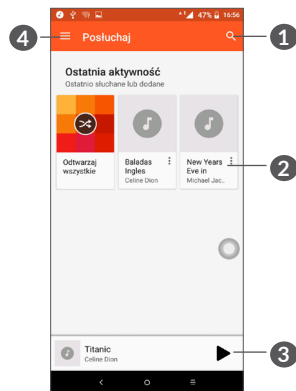 47% 16:56
4
Posłuchaj
1
Ostatnia aktywność
Ostatnio słuchane lub dodane
Odtwarzaj
wszystkie
Baladas
Ingles
Celine Dion
New Years
Eve in
Michael Jac..
2
Titanic
Celine Dion
3